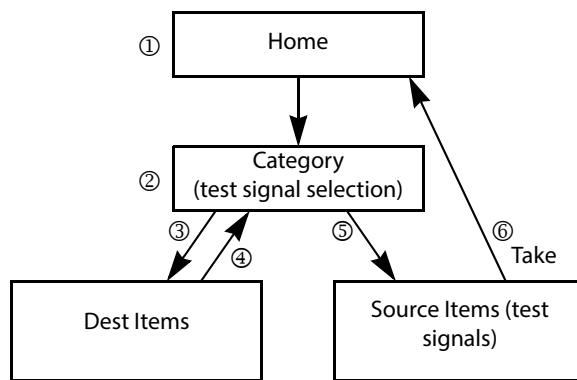 ① Home
② Category
(test signal selection)
③ ④ ⑤ ⑥
Take
Dest Items
Source Items (test
signals)